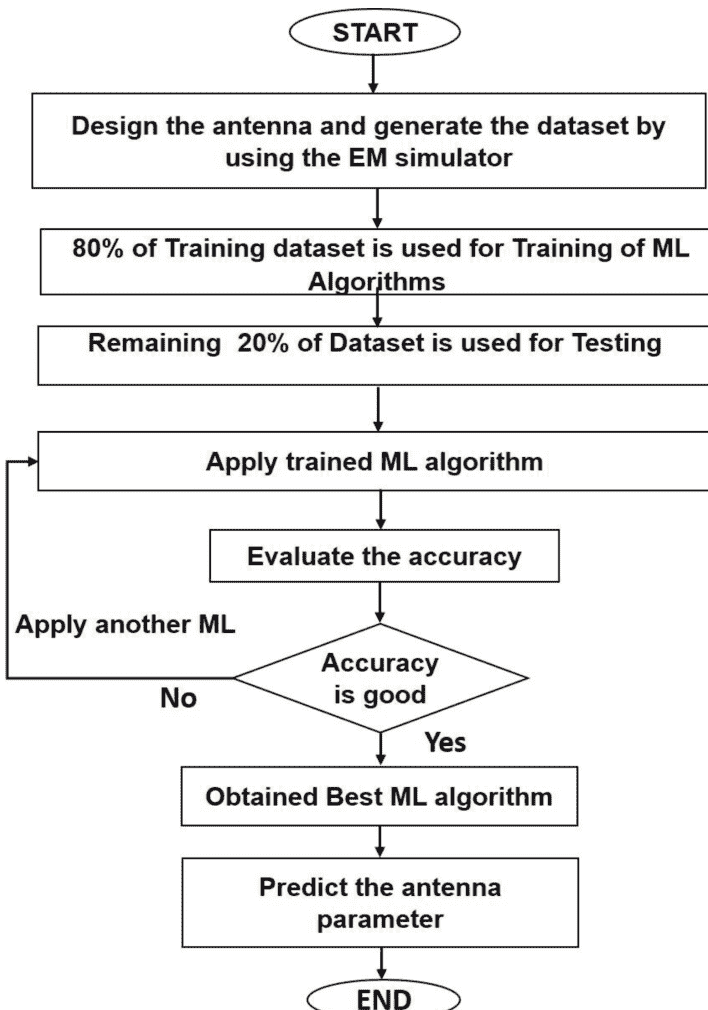 START
Design the antenna and generate the dataset by
using the EM simulator
80% of Training dataset is used for Training of ML
Algorithms
Remaining 20% of Dataset is used for Testing
Apply trained ML algorithm
Evaluate the accuracy
Apply another ML
Accuracy
is good
No
Yes
Obtained Best ML algorithm
Predict the antenna
parameter
END